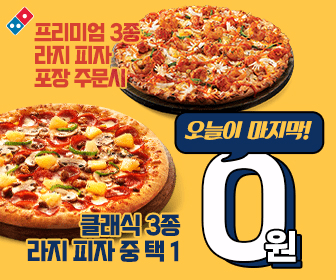 프리미엄 3종
라지 피자
포장 주문시
오늘이 마지막!
0원
클래식 3종
라지 피자 중 택 1